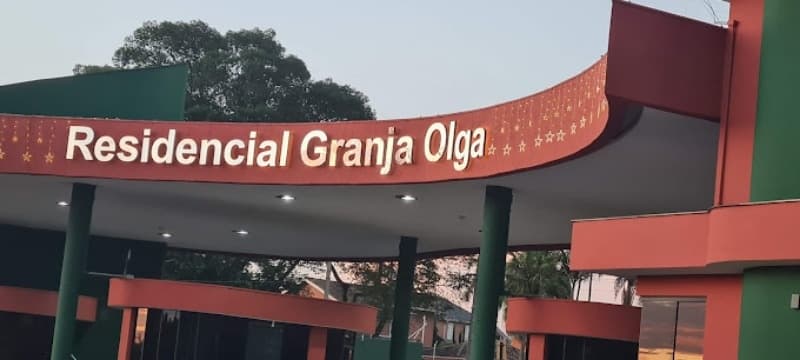 Residencial Granja Olga